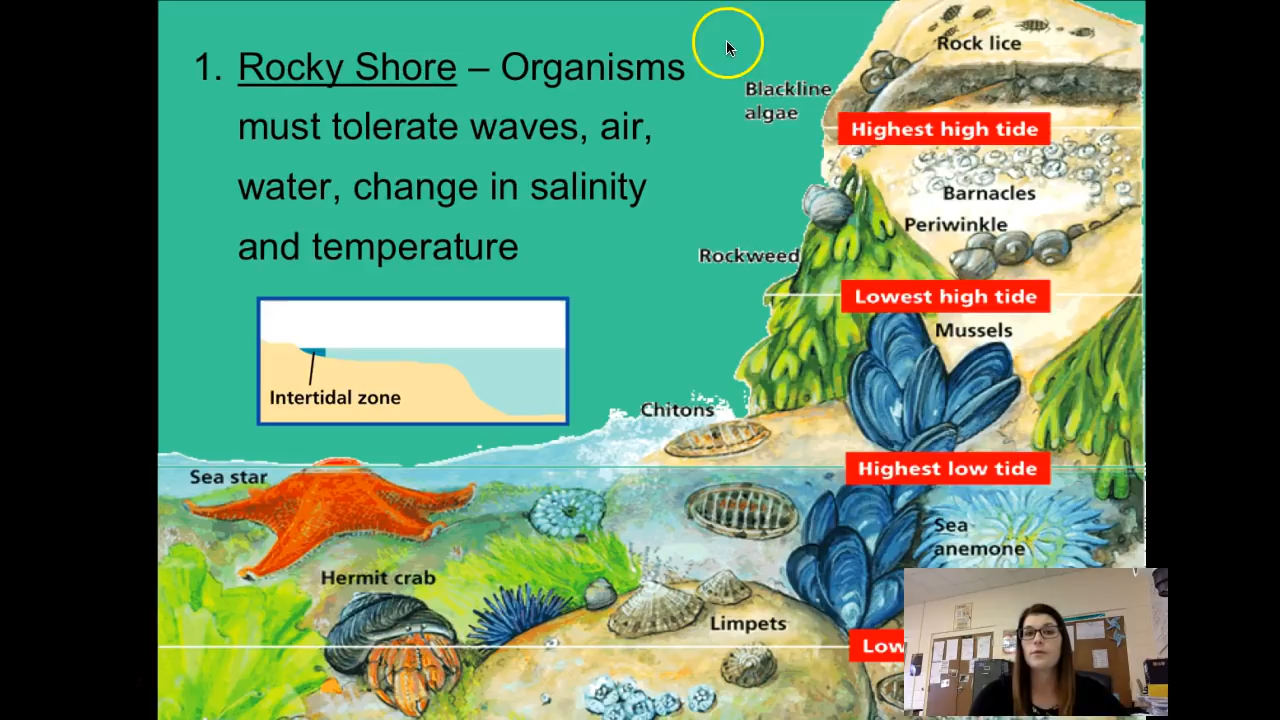 1. Rocky Shore – Organisms
must tolerate waves, air,
water, change in salinity
and temperature
Intertidal zone
Rock lice
Blackline
algae
Highest high tide
Barnacles
Periwinkle
Rockweed
Lowest high tide
Mussels
Chitons
Highest low tide
Sea star
Sea
anemone
Hermit crab
Limpets